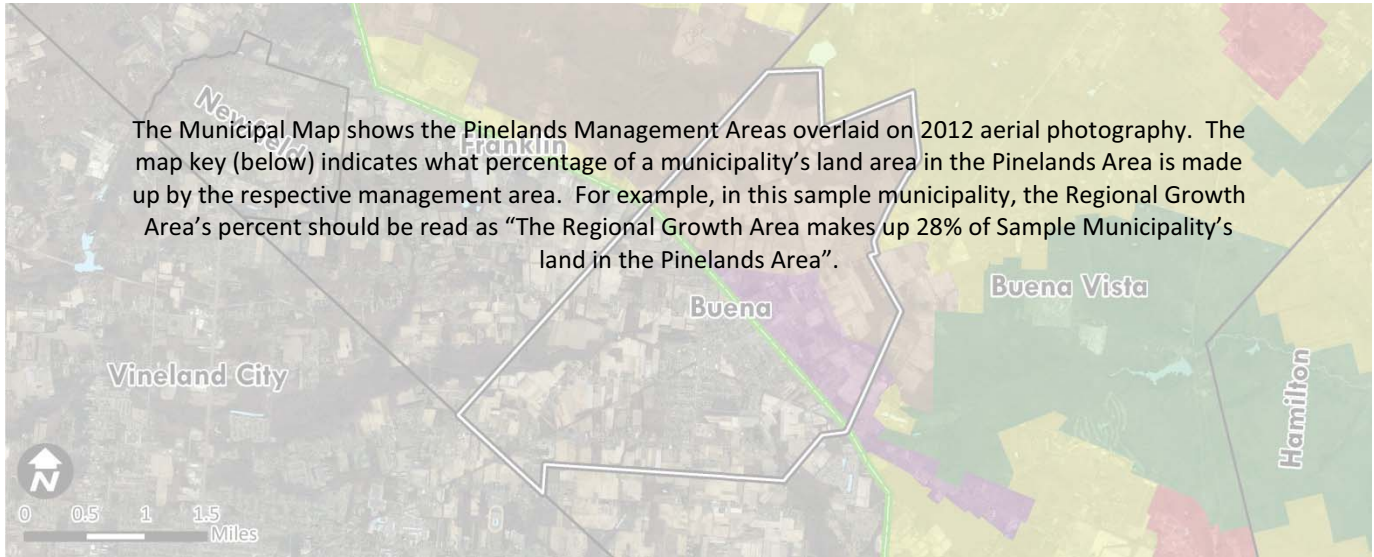 The Municipal Map shows the Pinelands Management Areas overlaid on 2012 aerial photography. The
map key (below) indicates what percentage of a municipality’s land area in the Pinelands Area is made
up by the respective management area. For example, in this sample municipality, the Regional Growth
Area’s percent should be read as “The Regional Growth Area makes up 28% of Sample Municipality’s
land in the Pinelands Area”.
Newfield
Franklin
Buena
Buena Vista
Vineland City
Hamilton
N
0 0.5 1 1.5
Miles